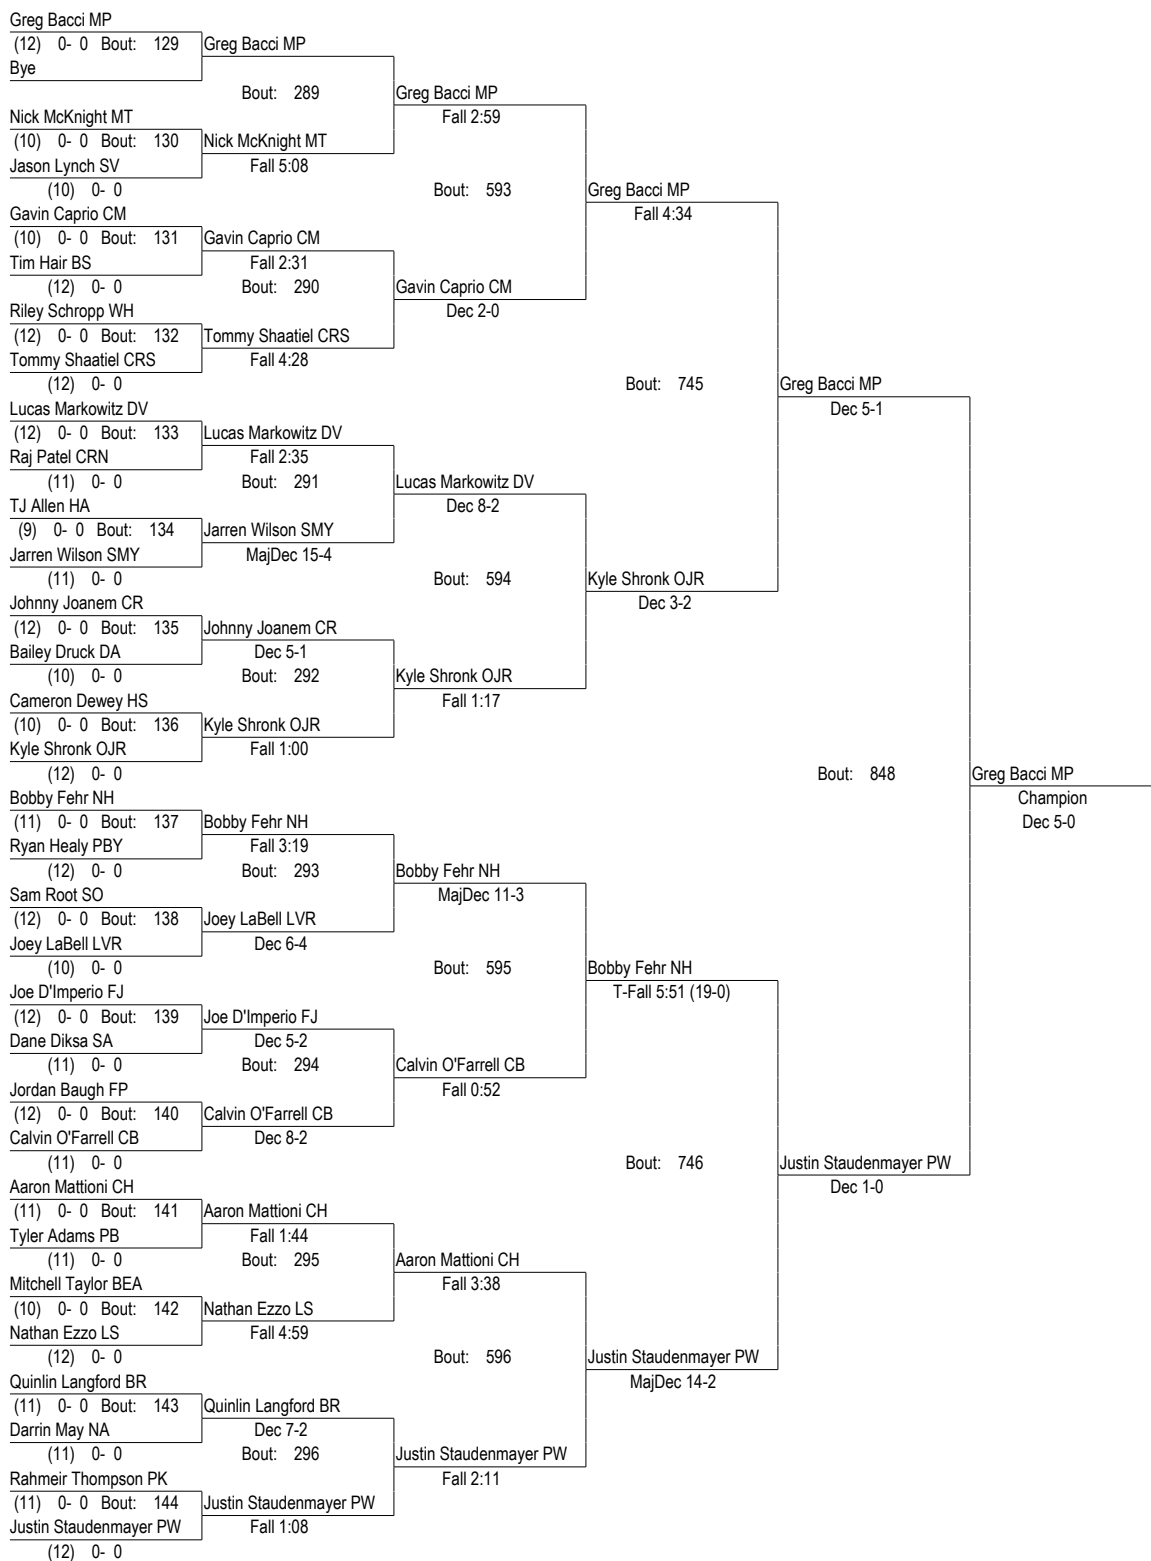 Greg Bacci MP
(12) 0- 0 Bout: 129 Greg Bacci MP
Bye
Bout: 289 Greg Bacci MP
Nick McKnight MT Fall 2:59
(10) 0- 0 Bout: 130 Nick McKnight MT
Jason Lynch SV Fall 5:08
(10) 0- 0 Bout: 593 Greg Bacci MP
Gavin Caprio CM Fall 4:34
(10) 0- 0 Bout: 131 Gavin Caprio CM
Tim Hair BS Fall 2:31
(12) 0- 0 Bout: 290 Gavin Caprio CM
Riley Schropp WH Dec 2-0
(12) 0- 0 Bout: 132 Tommy Shaatiel CRS
Tommy Shaatiel CRS Fall 4:28
(12) 0- 0 Bout: 745 Greg Bacci MP
Lucas Markowitz DV Dec 5-1
(12) 0- 0 Bout: 133 Lucas Markowitz DV
Raj Patel CRN Fall 2:35
(11) 0- 0 Bout: 291 Lucas Markowitz DV
TJ Allen HA Dec 8-2
(9) 0- 0 Bout: 134 Jarren Wilson SMY
Jarren Wilson SMY MajDec 15-4
(11) 0- 0 Bout: 594 Kyle Shronk OJR
Johnny Joanem CR Dec 3-2
(12) 0- 0 Bout: 135 Johnny Joanem CR
Bailey Druck DA Dec 5-1
(10) 0- 0 Bout: 292 Kyle Shronk OJR
Cameron Dewey HS Fall 1:17
(10) 0- 0 Bout: 136 Kyle Shronk OJR
Kyle Shronk OJR Fall 1:00
(12) 0- 0 Bout: 848 Greg Bacci MP
Bobby Fehr NH Champion
(11) 0- 0 Bout: 137 Bobby Fehr NH Dec 5-0
Ryan Healy PBY Fall 3:19
(12) 0- 0 Bout: 293 Bobby Fehr NH
Sam Root SO MajDec 11-3
(12) 0- 0 Bout: 138 Joey LaBell LVR
Joey LaBell LVR Dec 6-4
(10) 0- 0 Bout: 595 Bobby Fehr NH
Joe D'Imperio FJ T-Fall 5:51 (19-0)
(12) 0- 0 Bout: 139 Joe D'Imperio FJ
Dane Diksa SA Dec 5-2
(11) 0- 0 Bout: 294 Calvin O'Farrell CB
Jordan Baugh FP Fall 0:52
(12) 0- 0 Bout: 140 Calvin O'Farrell CB
Calvin O'Farrell CB Dec 8-2
(11) 0- 0 Bout: 746 Justin Staudenmayer PW
Aaron Mattioni CH Dec 1-0
(11) 0- 0 Bout: 141 Aaron Mattioni CH
Tyler Adams PB Fall 1:44
(11) 0- 0 Bout: 295 Aaron Mattioni CH
Mitchell Taylor BEA Fall 3:38
(10) 0- 0 Bout: 142 Nathan Ezzo LS
Nathan Ezzo LS Fall 4:59
(12) 0- 0 Bout: 596 Justin Staudenmayer PW
Quinlin Langford BR MajDec 14-2
(11) 0- 0 Bout: 143 Quinlin Langford BR
Darrin May NA Dec 7-2
(11) 0- 0 Bout: 296 Justin Staudenmayer PW
Rahmeir Thompson PK Fall 2:11
(11) 0- 0 Bout: 144 Justin Staudenmayer PW
Justin Staudenmayer PW Fall 1:08
(12) 0- 0